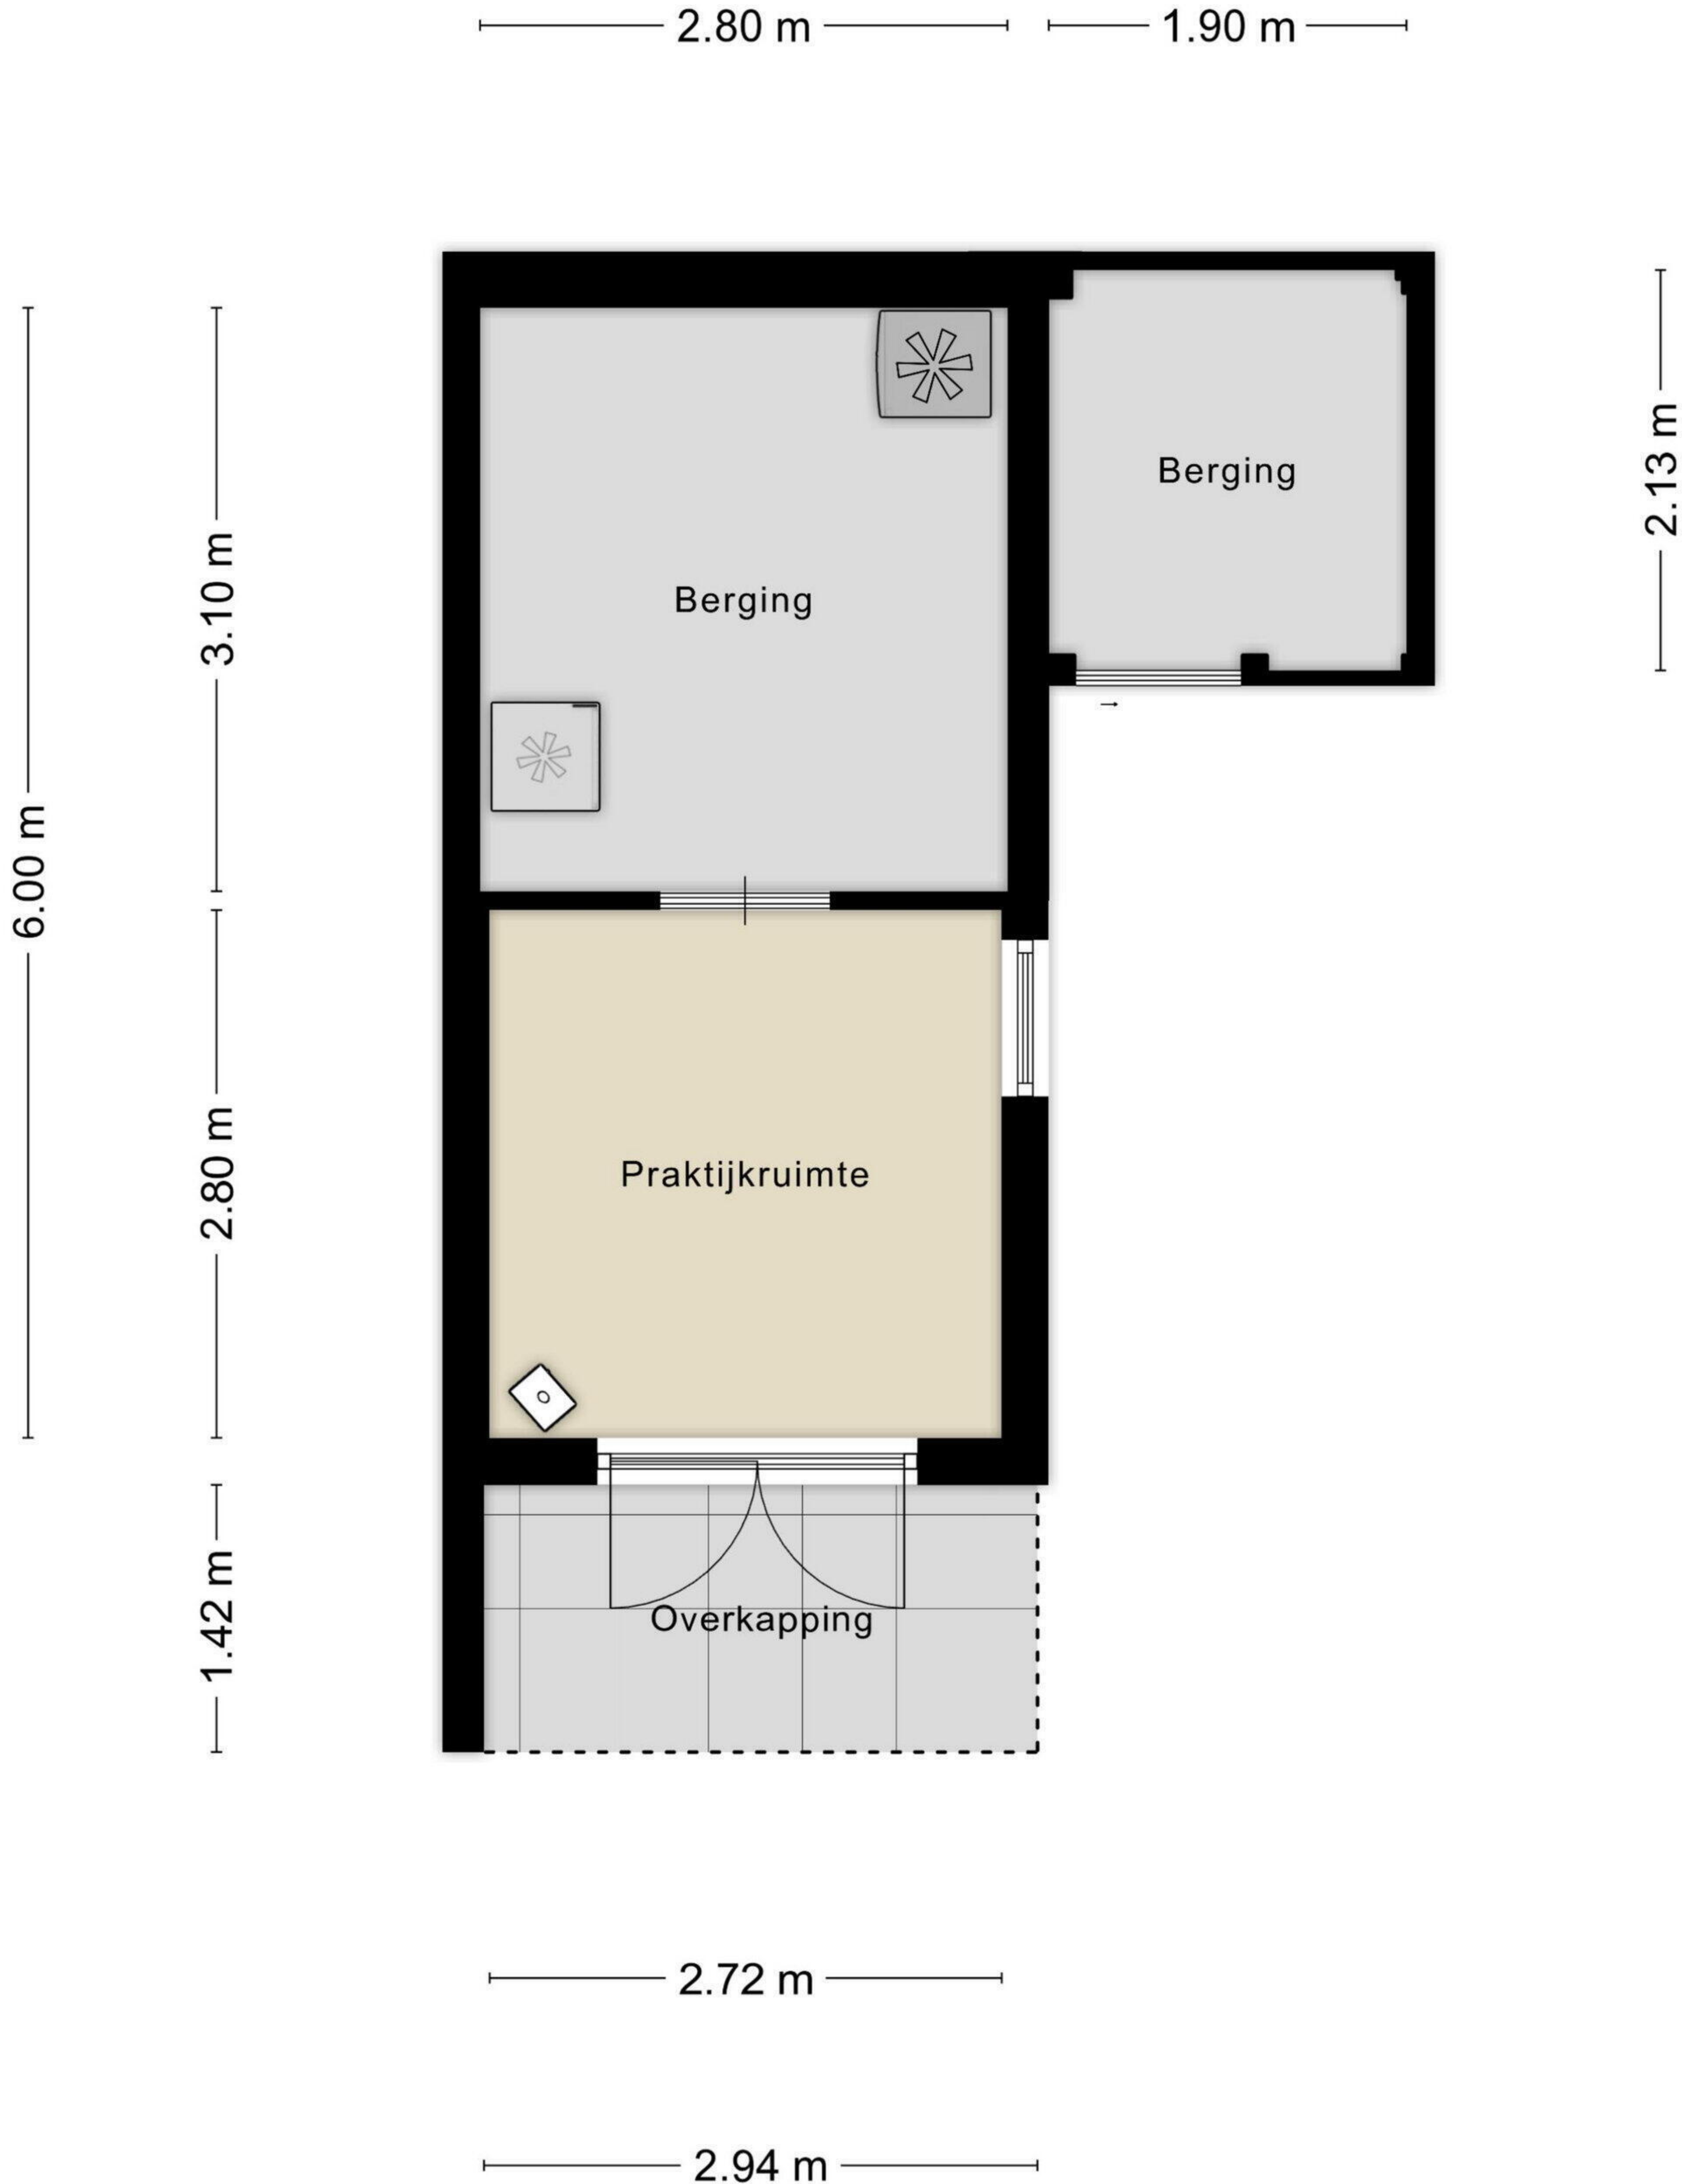 2.80 m
1.90 m
2.13 m
Berging
3.10 m
Berging
6.00 m
2.80 m
Praktijkruimte
1.42 m
Overkapping
2.72 m
2.94 m